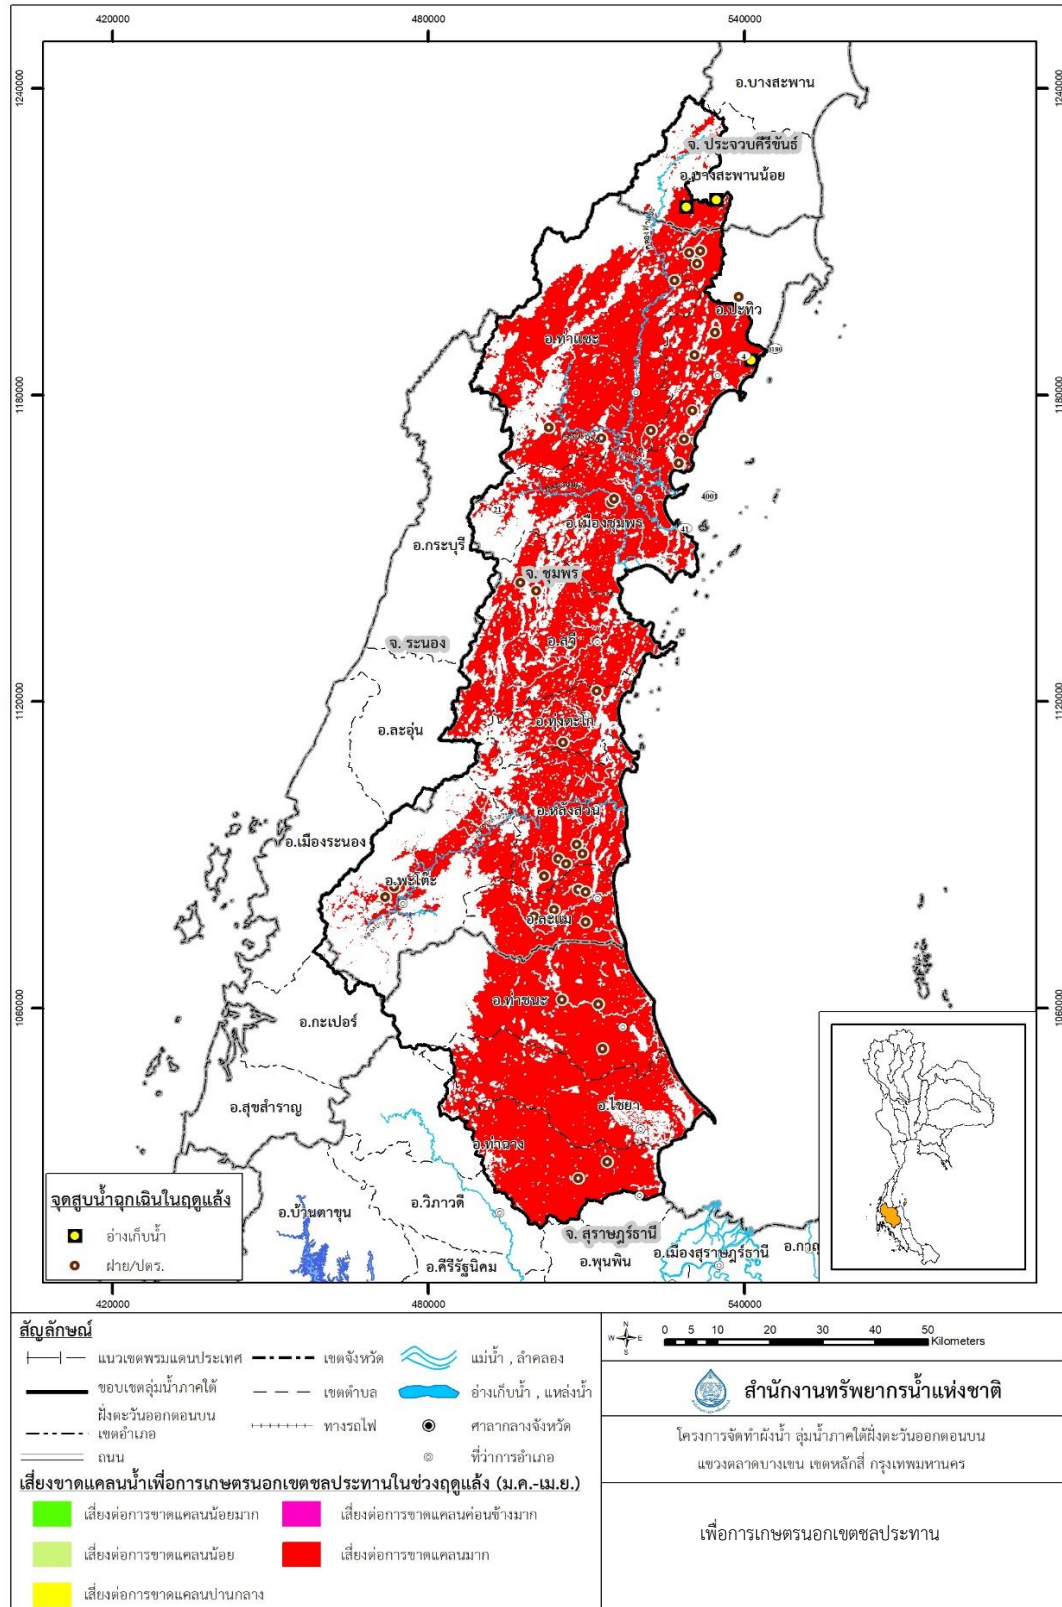 420000 480000 540000
1240000 1240000
อ.บางสะพาน
จ. ประจวบคีรีขันธ์
อ.บางสะพานน้อย
อ.ปะทิว
อ.ท่าแซะ
4
3180
1180000 1180000
4001
21
อ.เมืองชุมพร
41
อ.กระบุรี
จ. ชุมพร
จ. ระนอง
อ.สวี
1120000 1120000
อ.ทุ่งตะโก
อ.ละอุ่น
อ.หลังสวน
อ.เมืองระนอง
อ.พะโต๊ะ
อ.ละแม
อ.ท่าชนะ
1060000 1060000
อ.กะเปอร์
อ.สุขสำราญ
อ.ไชยา
อ.ท่าฉาง
อ.วิภาวดี
อ.บ้านตาขุน
จ. สุราษฎร์ธานี
อ.เมืองสุราษฎร์ธานี
อ.กาญ
อ.คีรีรัฐนิคม
อ.พุนพิน
จุดสูบน้ำฉุกเฉินในฤดูแล้ง
อ่างเก็บน้ำ
ฝาย/ปตร.
420000 480000 540000
สัญลักษณ์
แนวเขตพรมแดนประเทศ
เขตจังหวัด
แม่น้ำ , ลำคลอง
ขอบเขตลุ่มน้ำภาคใต้
ฝั่งตะวันออกตอนบน
เขตตำบล
อ่างเก็บน้ำ , แหล่งน้ำ
เขตอำเภอ
ทางรถไฟ
ศาลากลางจังหวัด
ถนน
ที่ว่าการอำเภอ
เสี่ยงขาดแคลนน้ำเพื่อการเกษตรนอกเขตชลประทานในช่วงฤดูแล้ง (ม.ค.-เม.ย.)
เสี่ยงต่อการขาดแคลนน้อยมาก
เสี่ยงต่อการขาดแคลนค่อนข้างมาก
เสี่ยงต่อการขาดแคลนน้อย
เสี่ยงต่อการขาดแคลนมาก
เสี่ยงต่อการขาดแคลนปานกลาง
N
W E
S
0 5 10 20 30 40 50
Kilometers
สำนักงานทรัพยากรน้ำแห่งชาติ
โครงการจัดทำผังน้ำ ลุ่มน้ำภาคใต้ฝั่งตะวันออกตอนบน
แขวงตลาดบางเขน เขตหลักสี่ กรุงเทพมหานคร
เพื่อการเกษตรนอกเขตชลประทาน